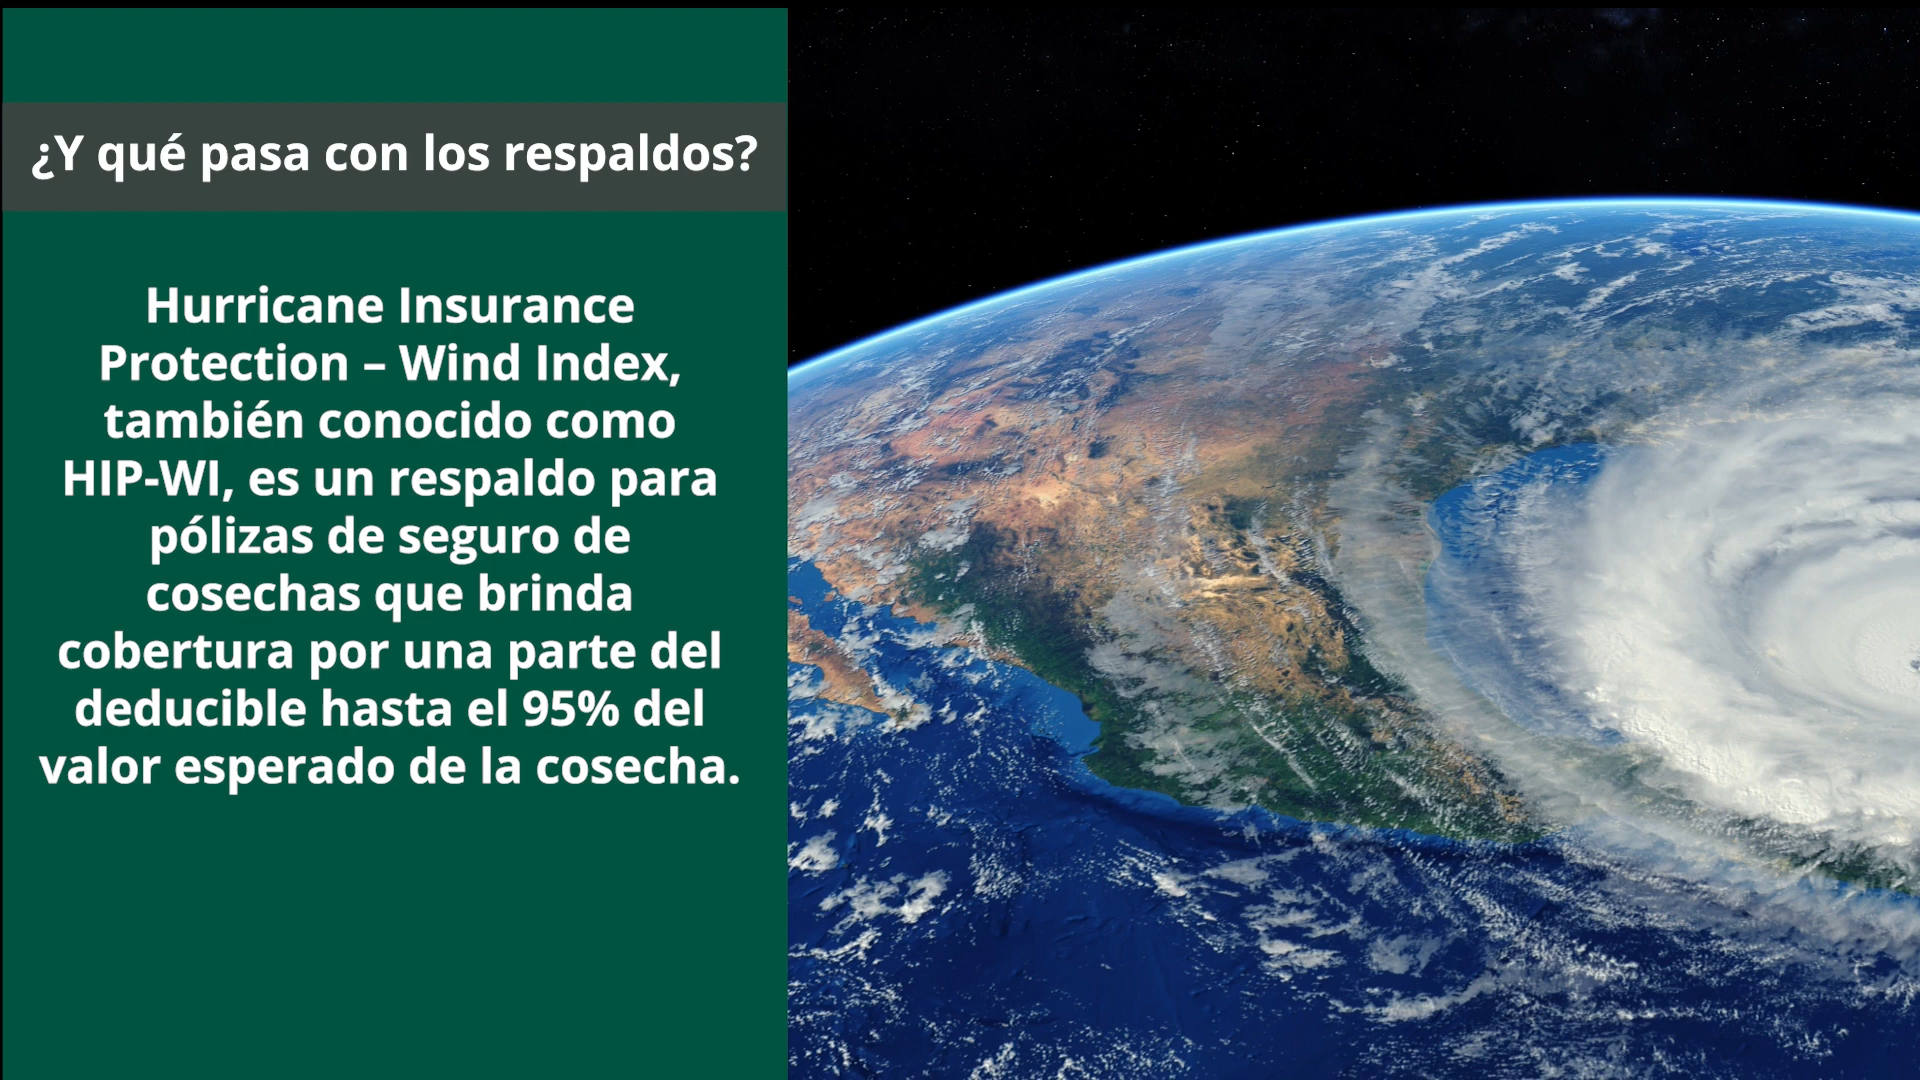 ¿Y qué pasa con los respaldos?
Hurricane Insurance
Protection – Wind Index,
también conocido como
HIP-WI, es un respaldo para
pólizas de seguro de
cosechas que brinda
cobertura por una parte del
deducible hasta el 95% del
valor esperado de la cosecha.